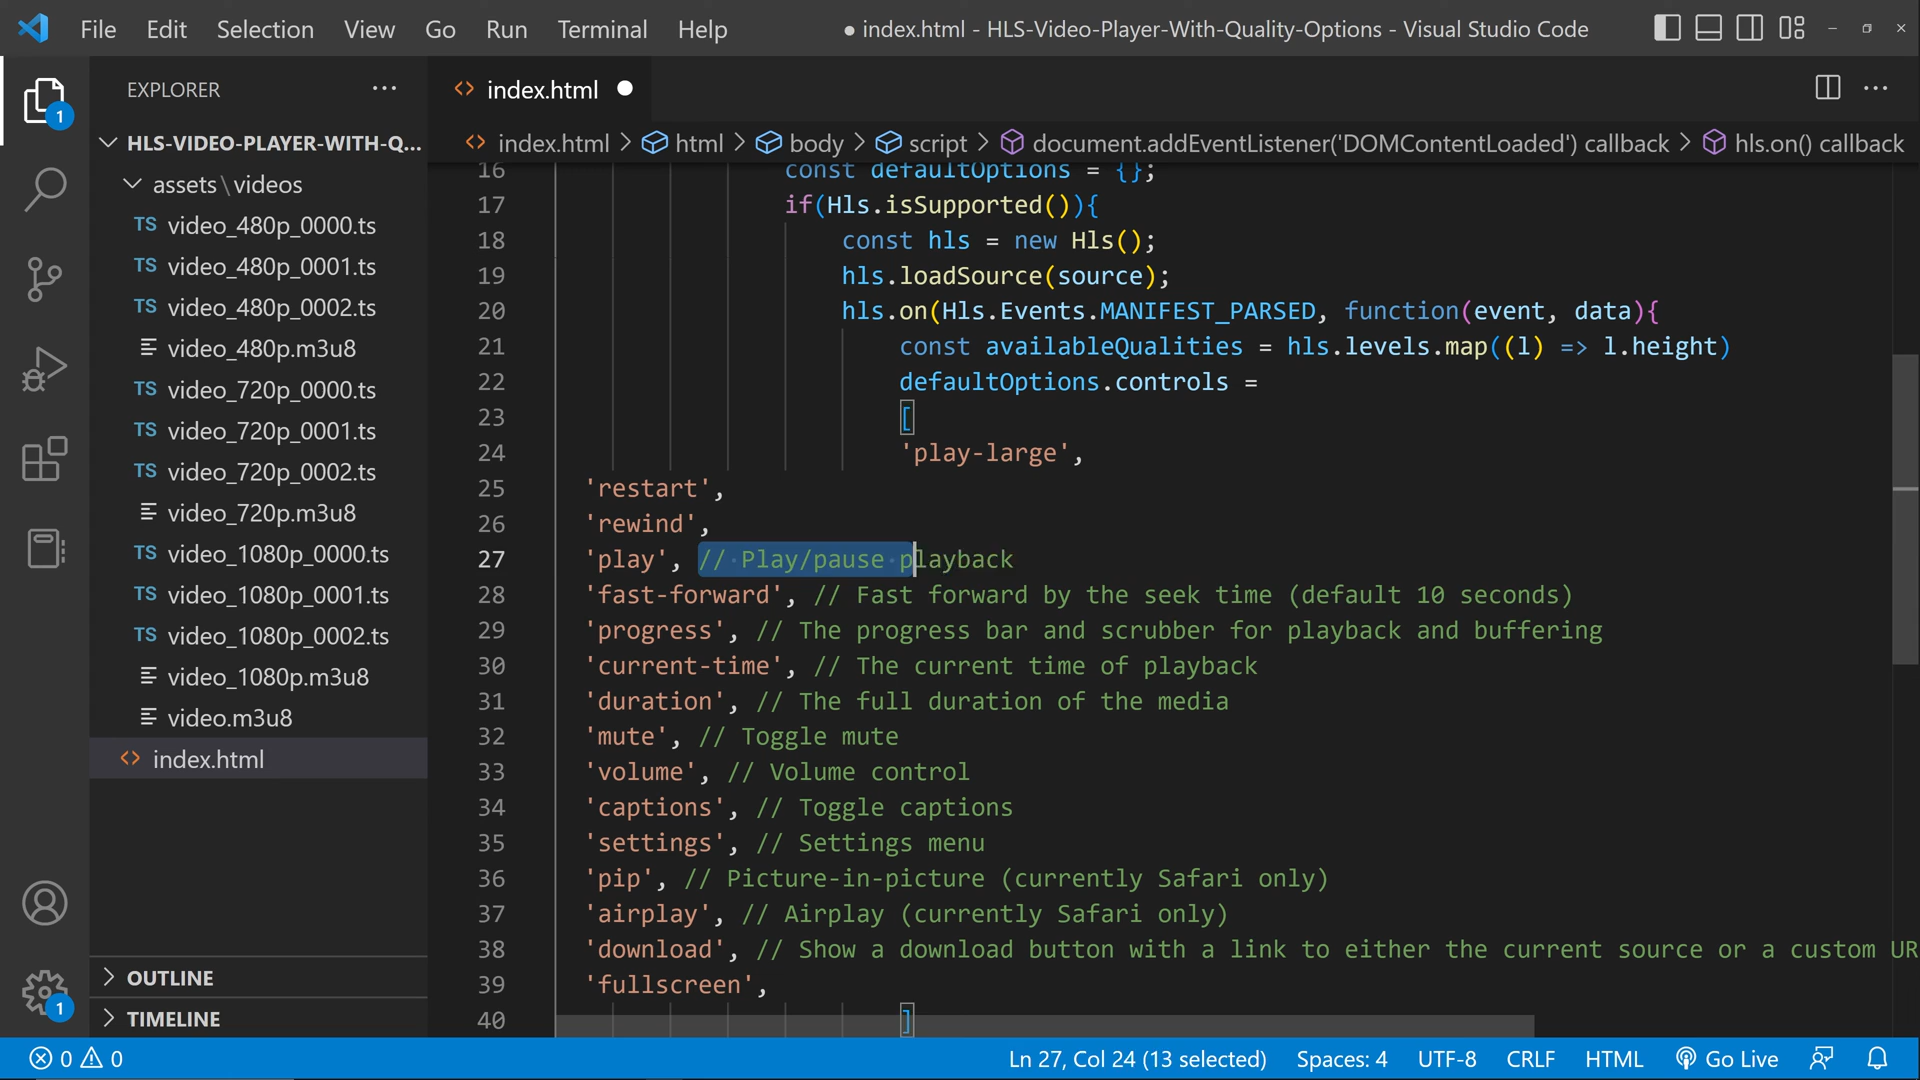 File Edit Selection View Go Run Terminal Help ● index.html - HLS-Video-Player-With-Quality-Options - Visual Studio Code
EXPLORER ···
HLS-VIDEO-PLAYER-WITH-Q...
assets\videos
TS video_480p_0000.ts
TS video_480p_0001.ts
TS video_480p_0002.ts
video_480p.m3u8
TS video_720p_0000.ts
TS video_720p_0001.ts
TS video_720p_0002.ts
video_720p.m3u8
TS video_1080p_0000.ts
TS video_1080p_0001.ts
TS video_1080p_0002.ts
video_1080p.m3u8
video.m3u8
<> index.html
OUTLINE
TIMELINE
1
1
<> index.html ●
<> index.html > html > body > script > document.addEventListener('DOMContentLoaded') callback > hls.on() callback
16 const defaultOptions = {};
17 if(Hls.isSupported()){
18 const hls = new Hls();
19 hls.loadSource(source);
20 hls.on(Hls.Events.MANIFEST_PARSED, function(event, data){
21 const availableQualities = hls.levels.map((l) => l.height)
22 defaultOptions.controls =
23 [
24 'play-large',
25 'restart',
26 'rewind',
27 'play', // Play/pause playback
28 'fast-forward', // Fast forward by the seek time (default 10 seconds)
29 'progress', // The progress bar and scrubber for playback and buffering
30 'current-time', // The current time of playback
31 'duration', // The full duration of the media
32 'mute', // Toggle mute
33 'volume', // Volume control
34 'captions', // Toggle captions
35 'settings', // Settings menu
36 'pip', // Picture-in-picture (currently Safari only)
37 'airplay', // Airplay (currently Safari only)
38 'download', // Show a download button with a link to either the current source or a custom UR
39 'fullscreen',
40 ]
0 0 Ln 27, Col 24 (13 selected) Spaces: 4 UTF-8 CRLF HTML Go Live